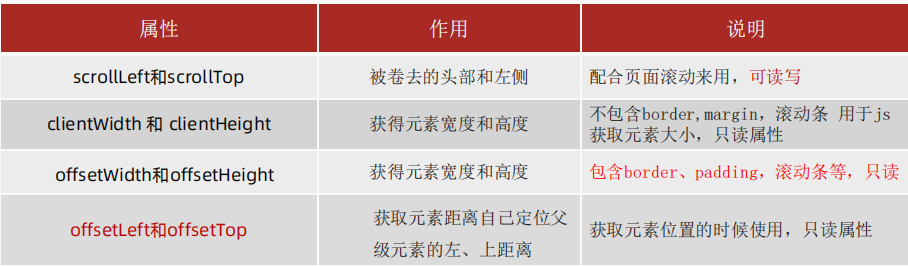 属性 作用 说明
scrollLeft和scrollTop 被卷去的头部和左侧 配合页面滚动来用，可读写
clientWidth 和 clientHeight 获得元素宽度和高度 不包含border,margin，滚动条 用于js
获取元素大小，只读属性
offsetWidth和offsetHeight 获得元素宽度和高度 包含border、padding，滚动条等，只读
offsetLeft和offsetTop 获取元素距离自己定位父
级元素的左、上距离 获取元素位置的时候使用，只读属性